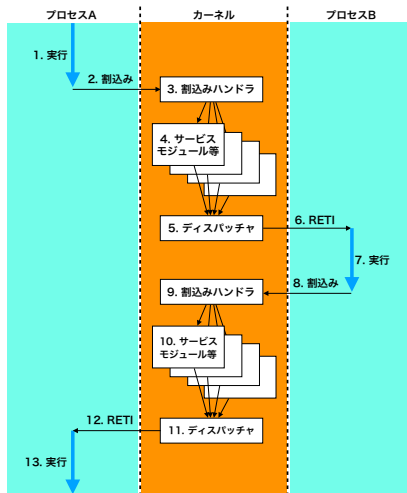 プロセスA
カーネル
プロセスB
1. 実行
2. 割込み
3. 割込みハンドラ
4. サービス
モジュール等
5. ディスパッチャ
6. RETI
7. 実行
8. 割込み
9. 割込みハンドラ
10. サービス
モジュール等
11. ディスパッチャ
12. RETI
13. 実行